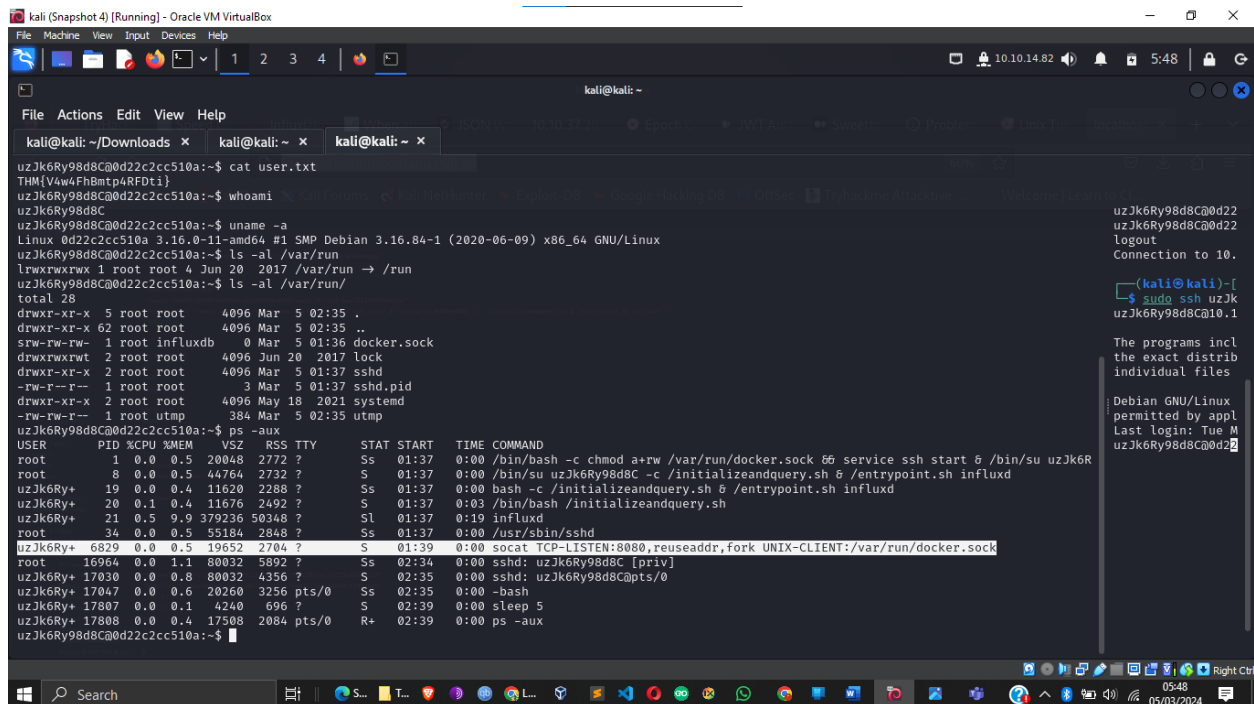 kali (Snapshot 4) [Running] - Oracle VM VirtualBox
File Machine View Input Devices Help
1 2 3 4
10.10.14.82
5:48
kali@kali: ~
File Actions Edit View Help
kali@kali: ~/Downloads ×
kali@kali: ~ ×
kali@kali: ~ ×
uzJk6Ry98d8C@0d22c2cc510a:~$ cat user.txt
THM{V4w4FhBmtp4RFDti}
uzJk6Ry98d8C@0d22c2cc510a:~$ whoami
uzJk6Ry98d8C
uzJk6Ry98d8C@0d22c2cc510a:~$ uname -a
Linux 0d22c2cc510a 3.16.0-11-amd64 #1 SMP Debian 3.16.84-1 (2020-06-09) x86_64 GNU/Linux
uzJk6Ry98d8C@0d22c2cc510a:~$ ls -al /var/run
lrwxrwxrwx 1 root root 4 Jun 20 2017 /var/run → /run
uzJk6Ry98d8C@0d22c2cc510a:~$ ls -al /var/run/
total 28
drwxr-xr-x 5 root root 4096 Mar 5 02:35 .
drwxr-xr-x 62 root root 4096 Mar 5 02:35 ..
srw-rw-rw- 1 root influxdb 0 Mar 5 01:36 docker.sock
drwxrwxrwt 2 root root 4096 Jun 20 2017 lock
drwxr-xr-x 2 root root 4096 Mar 5 01:37 sshd
-rw-r--r-- 1 root root 3 Mar 5 01:37 sshd.pid
drwxr-xr-x 2 root root 4096 May 18 2021 systemd
-rw-rw-r-- 1 root utmp 384 Mar 5 02:35 utmp
uzJk6Ry98d8C@0d22c2cc510a:~$ ps -aux
USER PID %CPU %MEM VSZ RSS TTY STAT START TIME COMMAND
root 1 0.0 0.5 20048 2772 ? Ss 01:37 0:00 /bin/bash -c chmod a+rw /var/run/docker.sock && service ssh start & /bin/su uzJk6R
root 8 0.0 0.5 44764 2732 ? S 01:37 0:00 /bin/su uzJk6Ry98d8C -c /initializeandquery.sh & /entrypoint.sh influxd
uzJk6Ry+ 19 0.0 0.4 11620 2288 ? Ss 01:37 0:00 bash -c /initializeandquery.sh & /entrypoint.sh influxd
uzJk6Ry+ 20 0.1 0.4 11676 2492 ? S 01:37 0:03 /bin/bash /initializeandquery.sh
uzJk6Ry+ 21 0.5 9.9 379236 50348 ? Sl 01:37 0:19 influxd
root 34 0.0 0.5 55184 2848 ? Ss 01:37 0:00 /usr/sbin/sshd
uzJk6Ry+ 6829 0.0 0.5 19652 2704 ? S 01:39 0:00 socat TCP-LISTEN:8080,reuseaddr,fork UNIX-CLIENT:/var/run/docker.sock
root 16964 0.0 1.1 80032 5892 ? Ss 02:34 0:00 sshd: uzJk6Ry98d8C [priv]
uzJk6Ry+ 17030 0.0 0.8 80032 4356 ? S 02:35 0:00 sshd: uzJk6Ry98d8C@pts/0
uzJk6Ry+ 17047 0.0 0.6 20260 3256 pts/0 Ss 02:35 0:00 -bash
uzJk6Ry+ 17807 0.0 0.1 4240 696 ? S 02:39 0:00 sleep 5
uzJk6Ry+ 17808 0.0 0.4 17508 2084 pts/0 R+ 02:39 0:00 ps -aux
uzJk6Ry98d8C@0d22c2cc510a:~$
uzJk6Ry98d8C@0d22
uzJk6Ry98d8C@0d22
logout
Connection to 10.
(kali㉿kali)-[
$ sudo ssh uzJk
uzJk6Ry98d8C@10.1
The programs incl
the exact distrib
individual files
Debian GNU/Linux
permitted by appl
Last login: Tue M
uzJk6Ry98d8C@0d22
Right Ctrl
Search
S...
T...
L...
05:48
05/03/2024